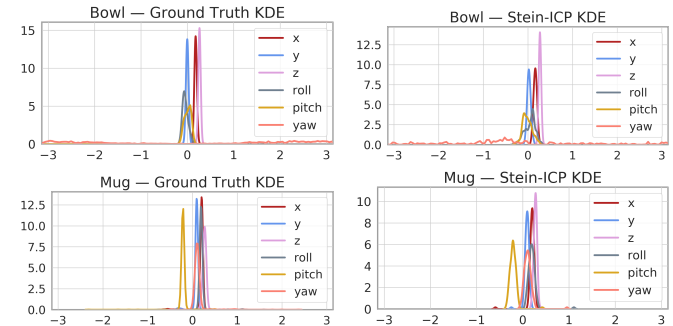 Bowl — Ground Truth KDE
15
10
5
0
x
y
z
roll
pitch
yaw
−3 −2 −1 0 1 2 3
Bowl — Stein-ICP KDE
12.5
10.0
7.5
5.0
2.5
0.0
x
y
z
roll
pitch
yaw
−3 −2 −1 0 1 2 3
Mug — Ground Truth KDE
12.5
10.0
7.5
5.0
2.5
0.0
x
y
z
roll
pitch
yaw
−3 −2 −1 0 1 2 3
Mug — Stein-ICP KDE
10
8
6
4
2
0
x
y
z
roll
pitch
yaw
−3 −2 −1 0 1 2 3